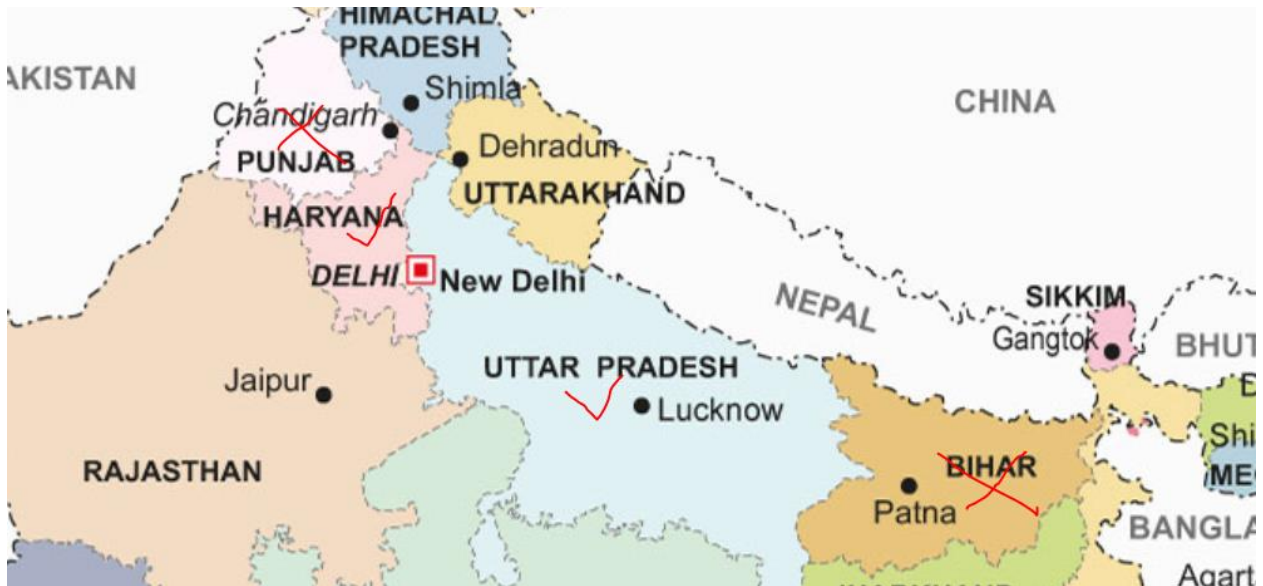 HIMACHAL
PRADESH
AKISTAN
Shimla
CHINA
Chandigarh
Dehradun
PUNJAB
UTTARAKHAND
HARYANA
DELHI
New Delhi
NEPAL
SIKKIM
Gangtok
BHUT
UTTAR PRADESH
Jaipur
Lucknow
D
Shi
RAJASTHAN
BIHAR
ME
Patna
BANGLA
Agart